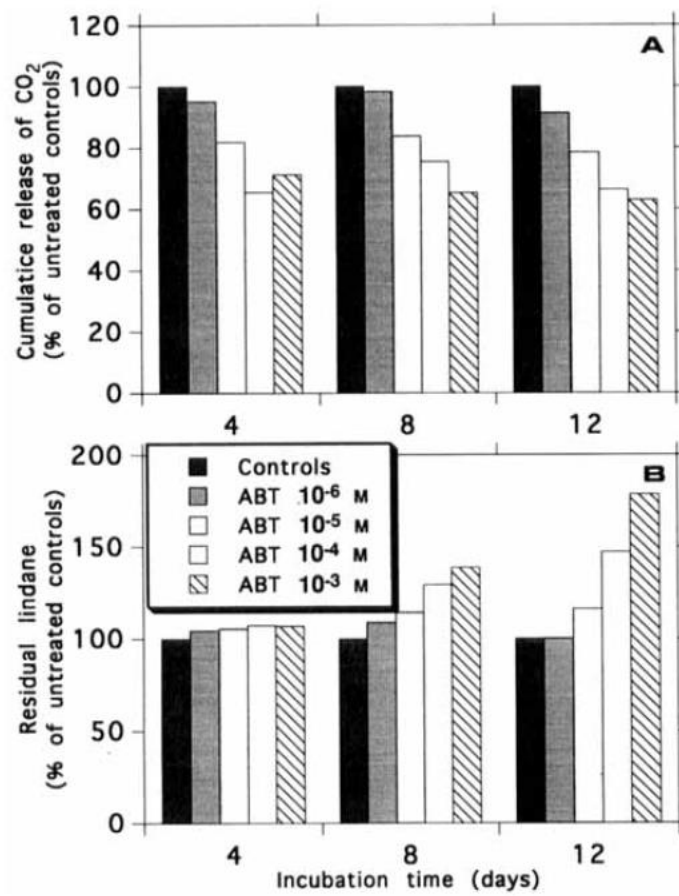 A
Cumulatice release of CO₂
(% of untreated controls)
120
100
80
60
40
20
0
4 8 12
B
Residual lindane
(% of untreated controls)
200
150
100
50
0
Controls
ABT 10⁻⁶ M
ABT 10⁻⁵ M
ABT 10⁻⁴ M
ABT 10⁻³ M
4 8 12
Incubation time (days)